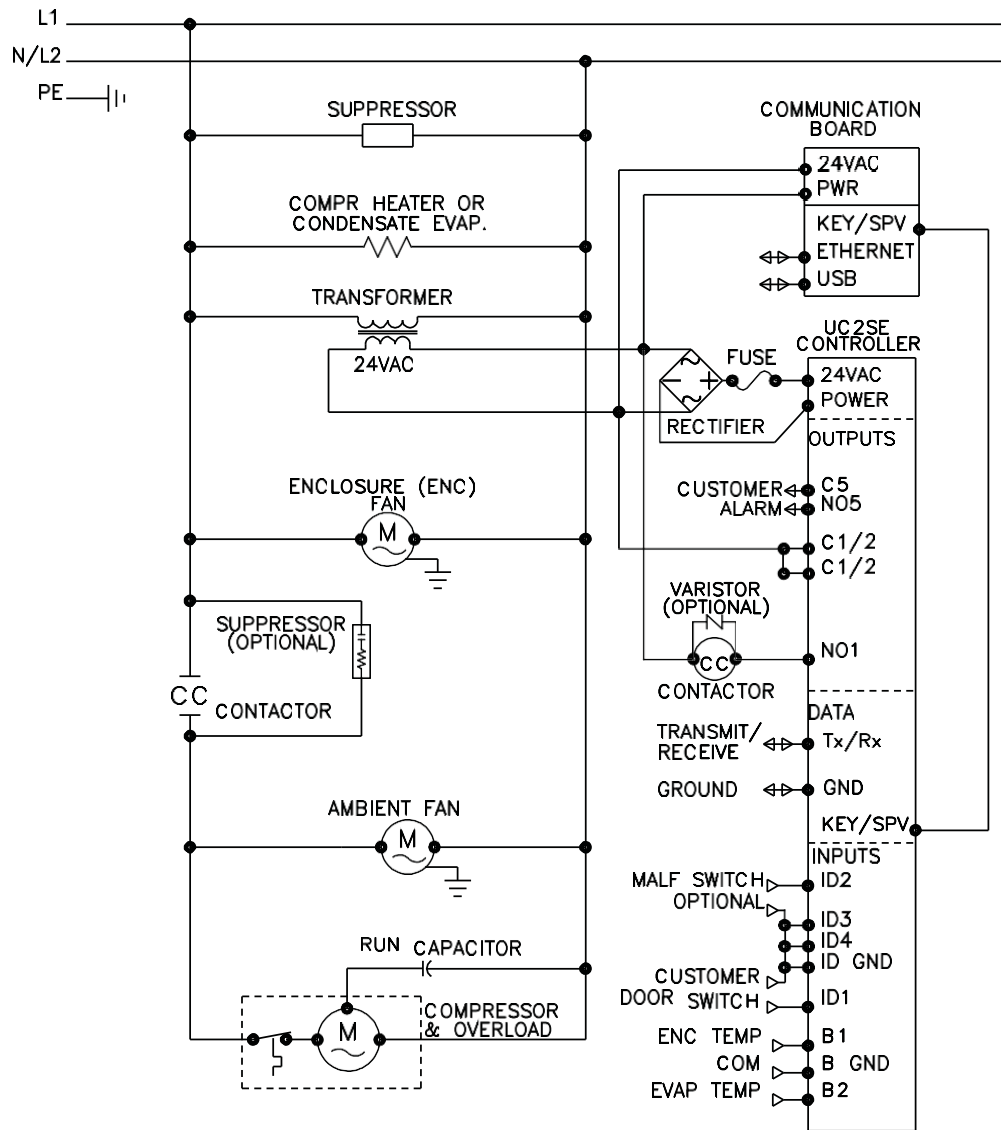 L1
N/L2
PE
SUPPRESSOR
COMPR HEATER OR
CONDENSATE EVAP.
TRANSFORMER
24VAC
ENCLOSURE (ENC)
FAN
M
SUPPRESSOR
(OPTIONAL)
CC
CONTACTOR
AMBIENT FAN
M
RUN CAPACITOR
M
COMPRESSOR
& OVERLOAD
COMMUNICATION
BOARD
24VAC
PWR
KEY/SPV
ETHERNET
USB
UC2SE
CONTROLLER
FUSE
24VAC
POWER
- +
RECTIFIER
OUTPUTS
CUSTOMER
ALARM
C5
NO5
C1/2
C1/2
VARISTOR
(OPTIONAL)
CC
CONTACTOR
NO1
DATA
TRANSMIT/
RECEIVE
Tx/Rx
GROUND
GND
KEY/SPV
INPUTS
MALF SWITCH
ID2
OPTIONAL
ID3
ID4
ID GND
CUSTOMER
DOOR SWITCH
ID1
ENC TEMP
B1
COM
B GND
EVAP TEMP
B2